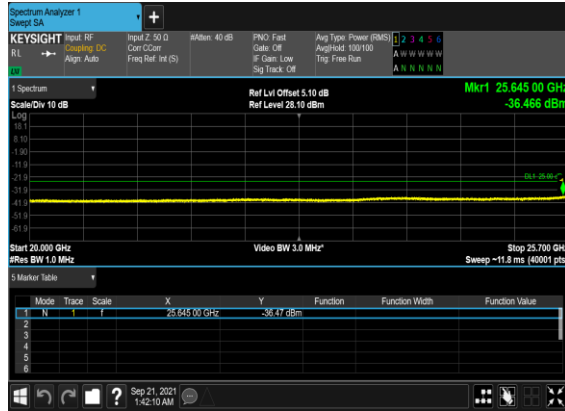 Spectrum Analyzer 1
Swept SA
KEYSIGHT Input: RF Input Z: 50 Ω #Atten: 40 dB PNO: Fast Avg Type: Power (RMS) 1 2 3 4 5 6
RL Coupling: DC Corr CCorr Gate: Off Avg|Hold: 100/100 A W W W W W
Align: Auto Freq Ref: Int (S) IF Gain: Low Trig: Free Run
Sig Track: Off A N N N N N
1 Spectrum Ref Lvl Offset 5.10 dB Mkr1 25.645 00 GHz
Scale/Div 10 dB Ref Level 28.10 dBm -36.466 dBm
Log
18.1
8.10
-1.90
-11.9
-21.9 DL1 -25.00
-31.9
-41.9
-51.9
-61.9
Start 20.000 GHz Video BW 3.0 MHz* Stop 25.700 GHz
#Res BW 1.0 MHz Sweep ~11.8 ms (40001 pts
5 Marker Table
Mode Trace Scale X Y Function Function Width Function Value
1 N 1 f 25.645 00 GHz -36.47 dBm
2
3
4
5
6
? Sep 21, 2021
1:42:10 AM